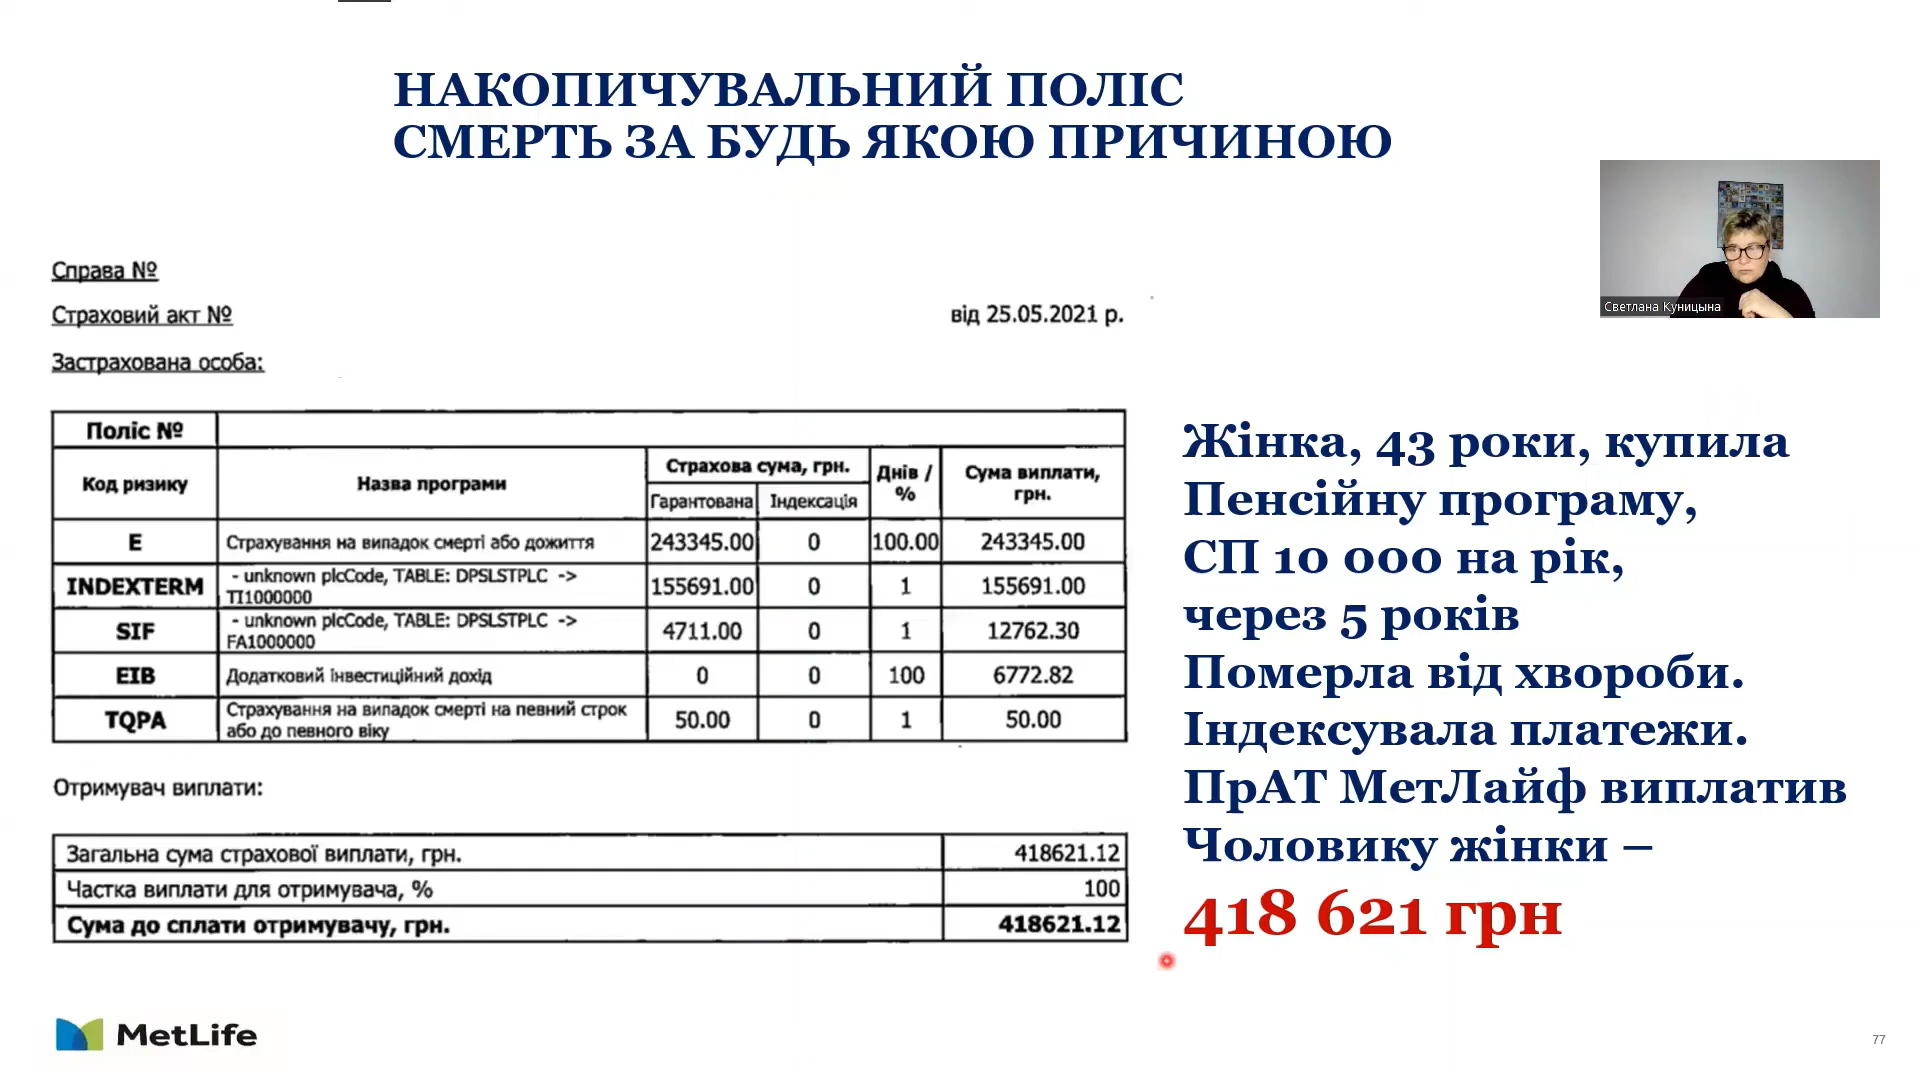 НАКОПИЧУВАЛЬНИЙ ПОЛІС
СМЕРТЬ ЗА БУДЬ ЯКОЮ ПРИЧИНОЮ
Светлана Куницына
Справа №
Страховий акт № від 25.05.2021 р.
Застрахована особа:
Поліс №
Код ризику Назва програми Страхова сума, грн. Днів / % Сума виплати, грн.
Гарантована Індексація
E Страхування на випадок смерті або дожиття 243345.00 0 100.00 243345.00
INDEXTERM - unknown plcCode, TABLE: DPSLSTPLC -> TI1000000 155691.00 0 1 155691.00
SIF - unknown plcCode, TABLE: DPSLSTPLC -> FA1000000 4711.00 0 1 12762.30
EIB Додатковий інвестиційний дохід 0 0 100 6772.82
TQPA Страхування на випадок смерті на певний строк або до певного віку 50.00 0 1 50.00
Отримувач виплати:
Загальна сума страхової виплати, грн. 418621.12
Частка виплати для отримувача, % 100
Сума до сплати отримувачу, грн. 418621.12
Жінка, 43 роки, купила
Пенсійну програму,
СП 10 000 на рік,
через 5 років
Померла від хвороби.
Індексувала платежи.
ПрАТ МетЛайф виплатив
Чоловику жінки –
418 621 грн
MetLife
77